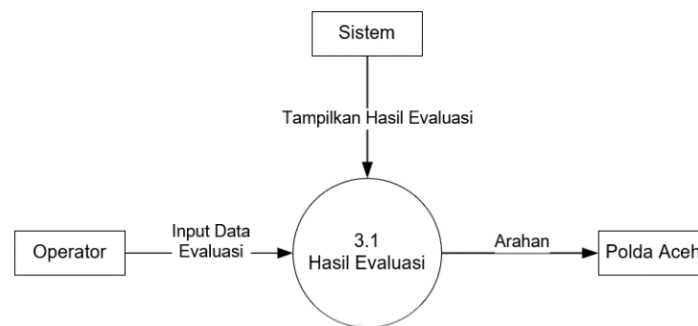 Sistem
Tampilkan Hasil Evaluasi
Operator
Input Data
Evaluasi
3.1
Hasil Evaluasi
Arahan
Polda Aceh